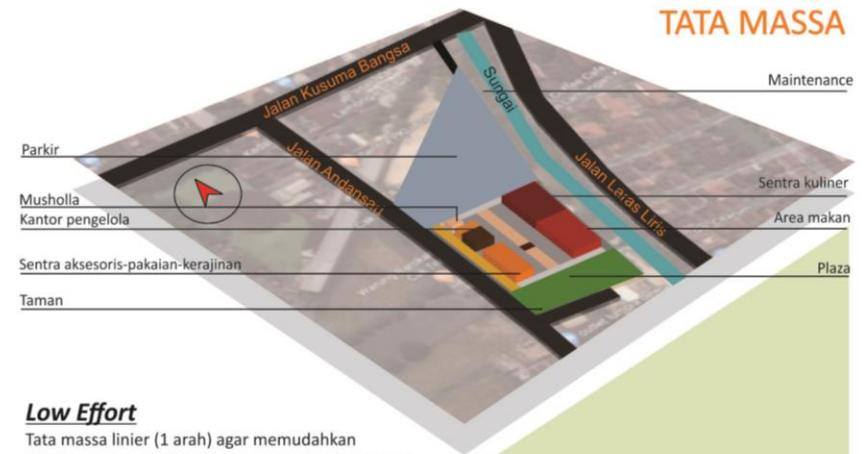 TATA MASSA
Maintenance
Jalan Kusuma Bangsa
Sungai
Parkir
Jalan Andansau
Jalan Laras Liris
Sentra kuliner
Musholla
Kantor pengelola
Area makan
Sentra aksesoris-pakaian-kerajinan
Plaza
Taman
Low Effort
Tata massa linier (1 arah) agar memudahkan